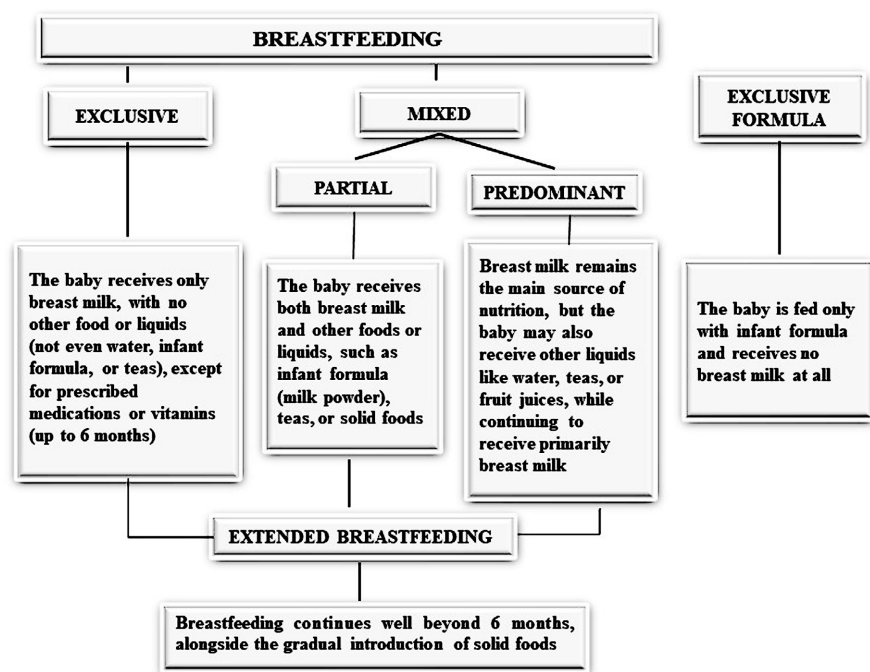 BREASTFEEDING
EXCLUSIVE
MIXED
EXCLUSIVE
FORMULA
PARTIAL
PREDOMINANT
The baby receives only
breast milk, with no
other food or liquids
(not even water, infant
formula, or teas), except
for prescribed
medications or vitamins
(up to 6 months)
The baby receives
both breast milk
and other foods or
liquids, such as
infant formula
(milk powder),
teas, or solid foods
Breast milk remains
the main source of
nutrition, but the
baby may also
receive other liquids
like water, teas, or
fruit juices, while
continuing to
receive primarily
breast milk
The baby is fed only
with infant formula
and receives no
breast milk at all
EXTENDED BREASTFEEDING
Breastfeeding continues well beyond 6 months,
alongside the gradual introduction of solid foods